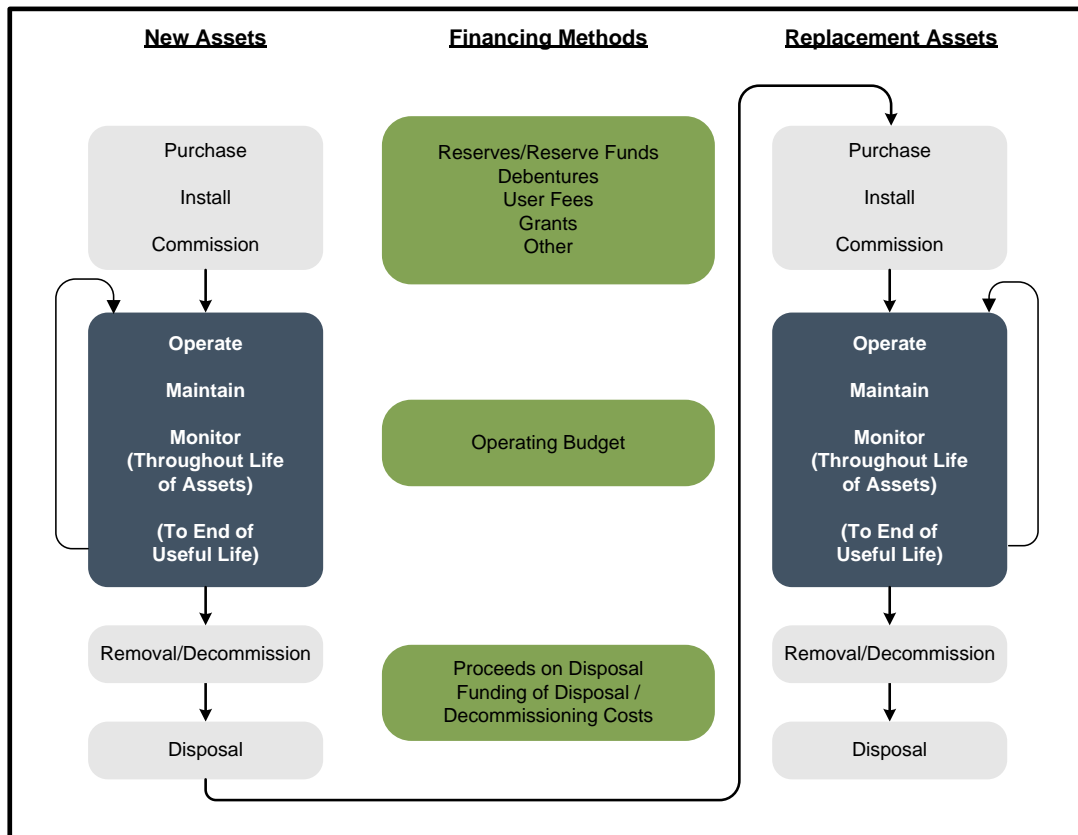 New Assets
Purchase
Install
Commission
Operate
Maintain
Monitor
(Throughout Life
of Assets)
(To End of
Useful Life)
Removal/Decommission
Disposal
Financing Methods
Reserves/Reserve Funds
Debentures
User Fees
Grants
Other
Operating Budget
Proceeds on Disposal
Funding of Disposal /
Decommissioning Costs
Replacement Assets
Purchase
Install
Commission
Operate
Maintain
Monitor
(Throughout Life
of Assets)
(To End of
Useful Life)
Removal/Decommission
Disposal